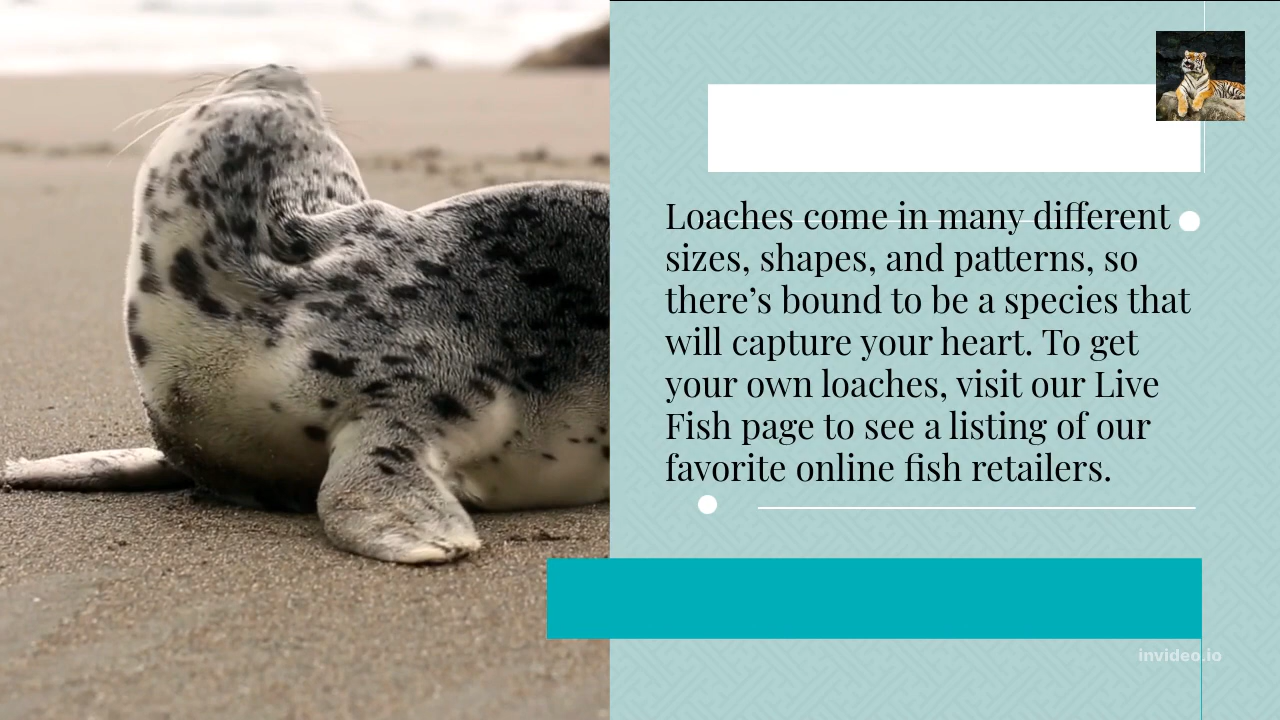 Loaches come in many different
sizes, shapes, and patterns, so
there’s bound to be a species that
will capture your heart. To get
your own loaches, visit our Live
Fish page to see a listing of our
favorite online fish retailers.
invideo.io